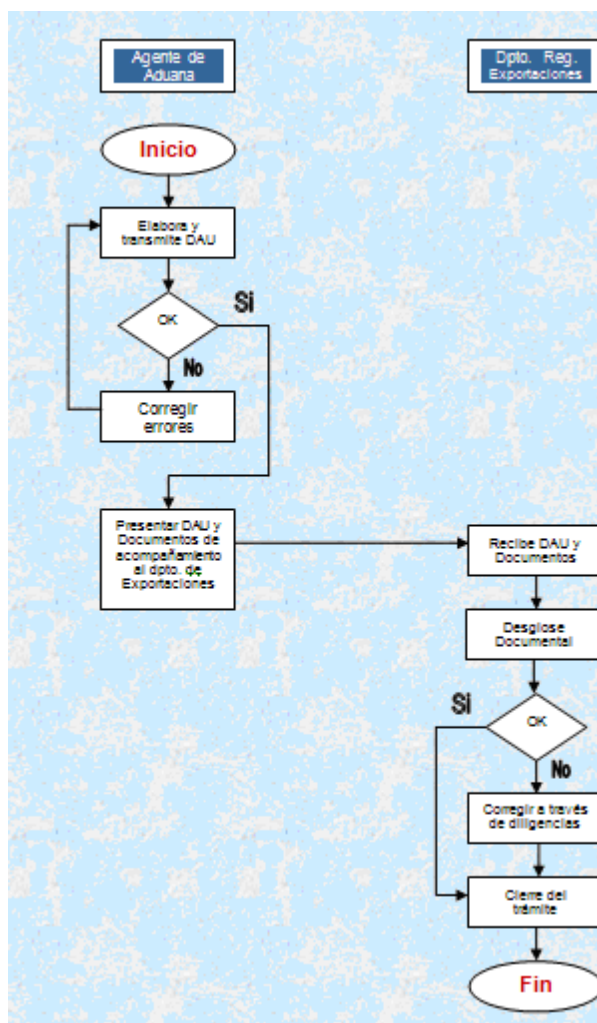 Agente de
Aduana
Dpto. Reg.
Exportaciones
Inicio
Elabora y
transmite DAU
OK
Si
No
Corregir
errores
Presentar DAU y
Documentos de
acompañamiento
al dpto. de
Exportaciones
Recibe DAU y
Documentos
Desglose
Documental
Si
OK
No
Corregir a través
de diligencias
Cierre del
trámite
Fin